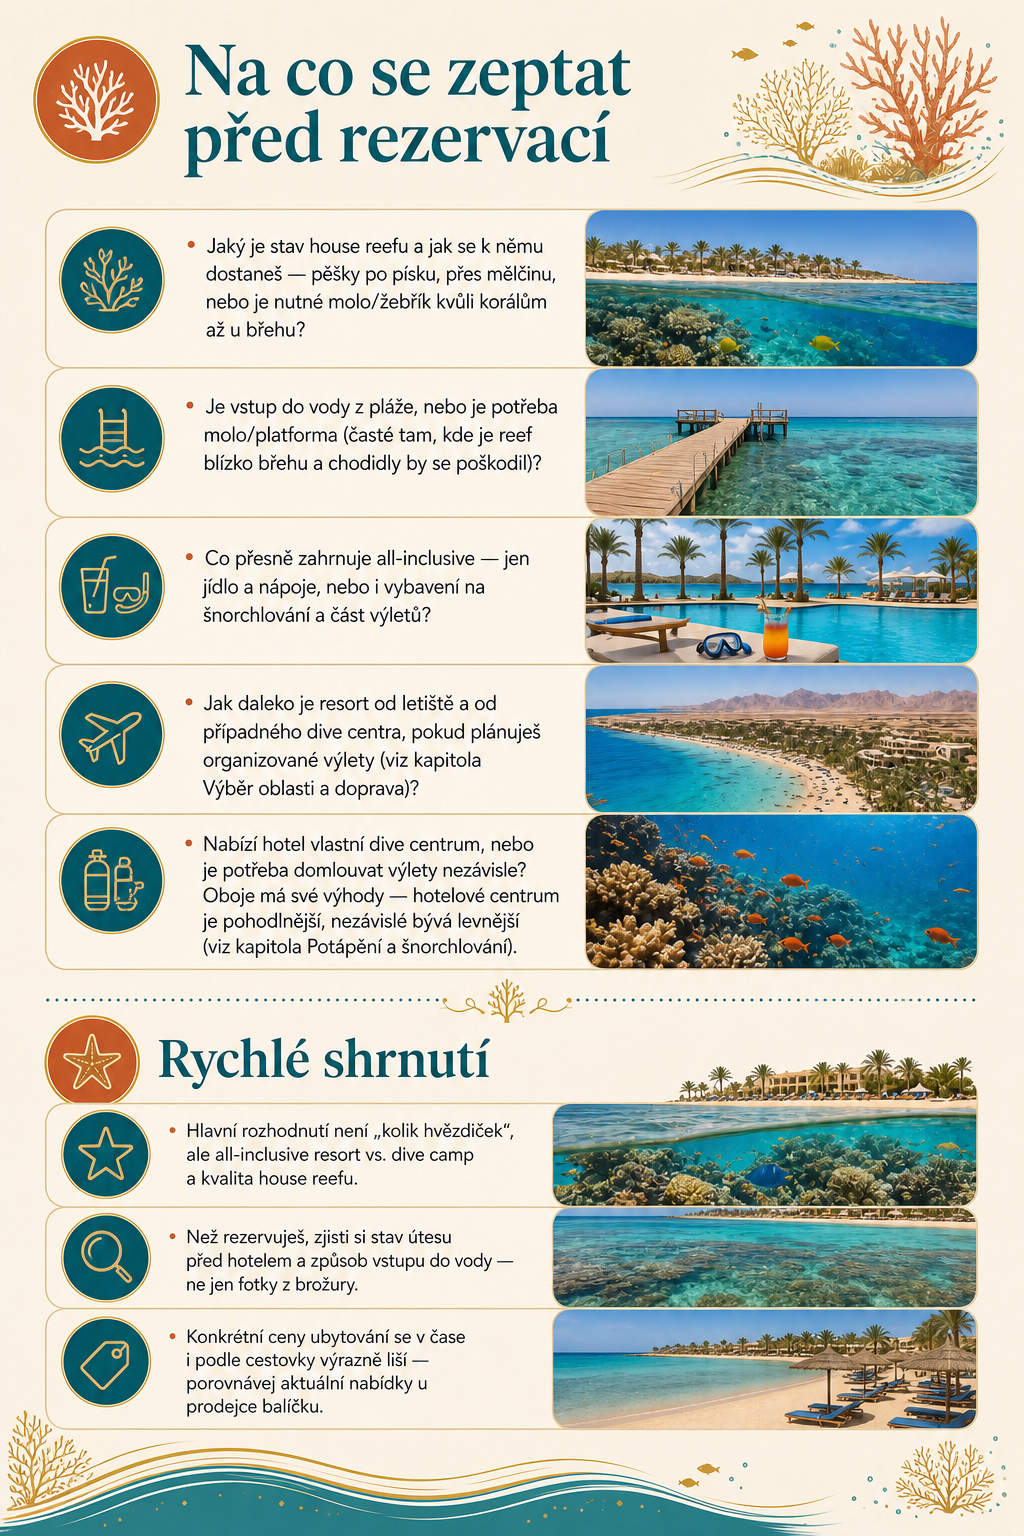 Na co se zeptat
před rezervací
• Jaký je stav house reefu a jak se k němu
dostaneš — pěšky po písku, přes mělčinu,
nebo je nutné molo/žebřík kvůli korálům
až u břehu?
• Je vstup do vody z pláže, nebo je potřeba
molo/platforma (časté tam, kde je reef
blízko břehu a chodidly by se poškodil)?
• Co přesně zahrnuje all-inclusive — jen
jídlo a nápoje, nebo i vybavení na
šnorchlování a část výletů?
• Jak daleko je resort od letiště a od
případného dive centra, pokud plánuješ
organizované výlety (viz kapitola
Výběr oblasti a doprava)?
• Nabízí hotel vlastní dive centrum, nebo
je potřeba domlouvat výlety nezávisle?
Oboje má své výhody — hotelové centrum
je pohodlnější, nezávislé bývá levnější
(viz kapitola Potápění a šnorchlování).
Rychlé shrnutí
• Hlavní rozhodnutí není „kolik hvězdiček“,
ale all-inclusive resort vs. dive camp
a kvalita house reefu.
• Než rezervuješ, zjisti si stav útesu
před hotelem a způsob vstupu do vody —
ne jen fotky z brožury.
• Konkrétní ceny ubytování se v čase
i podle cestovky výrazně liší —
porovnávej aktuální nabídky u
prodejce balíčku.